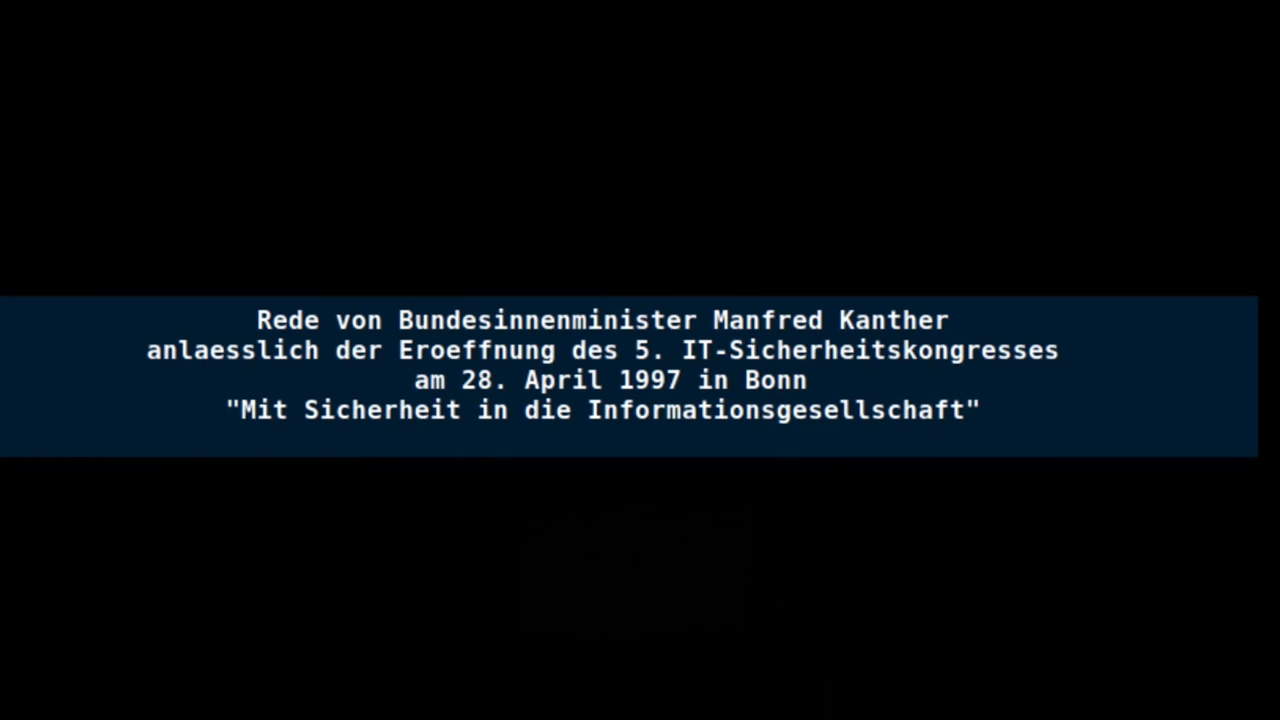 Rede von Bundesinnenminister Manfred Kanther
anlaesslich der Eroeffnung des 5. IT-Sicherheitskongresses
am 28. April 1997 in Bonn
"Mit Sicherheit in die Informationsgesellschaft"